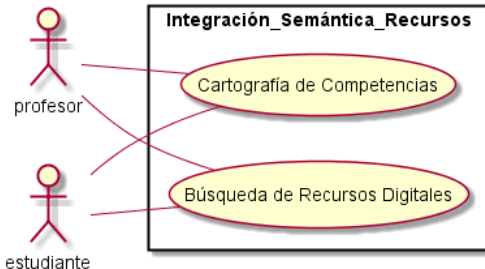 Integración_Semántica_Recursos
Cartografía de Competencias
profesor
Búsqueda de Recursos Digitales
estudiante